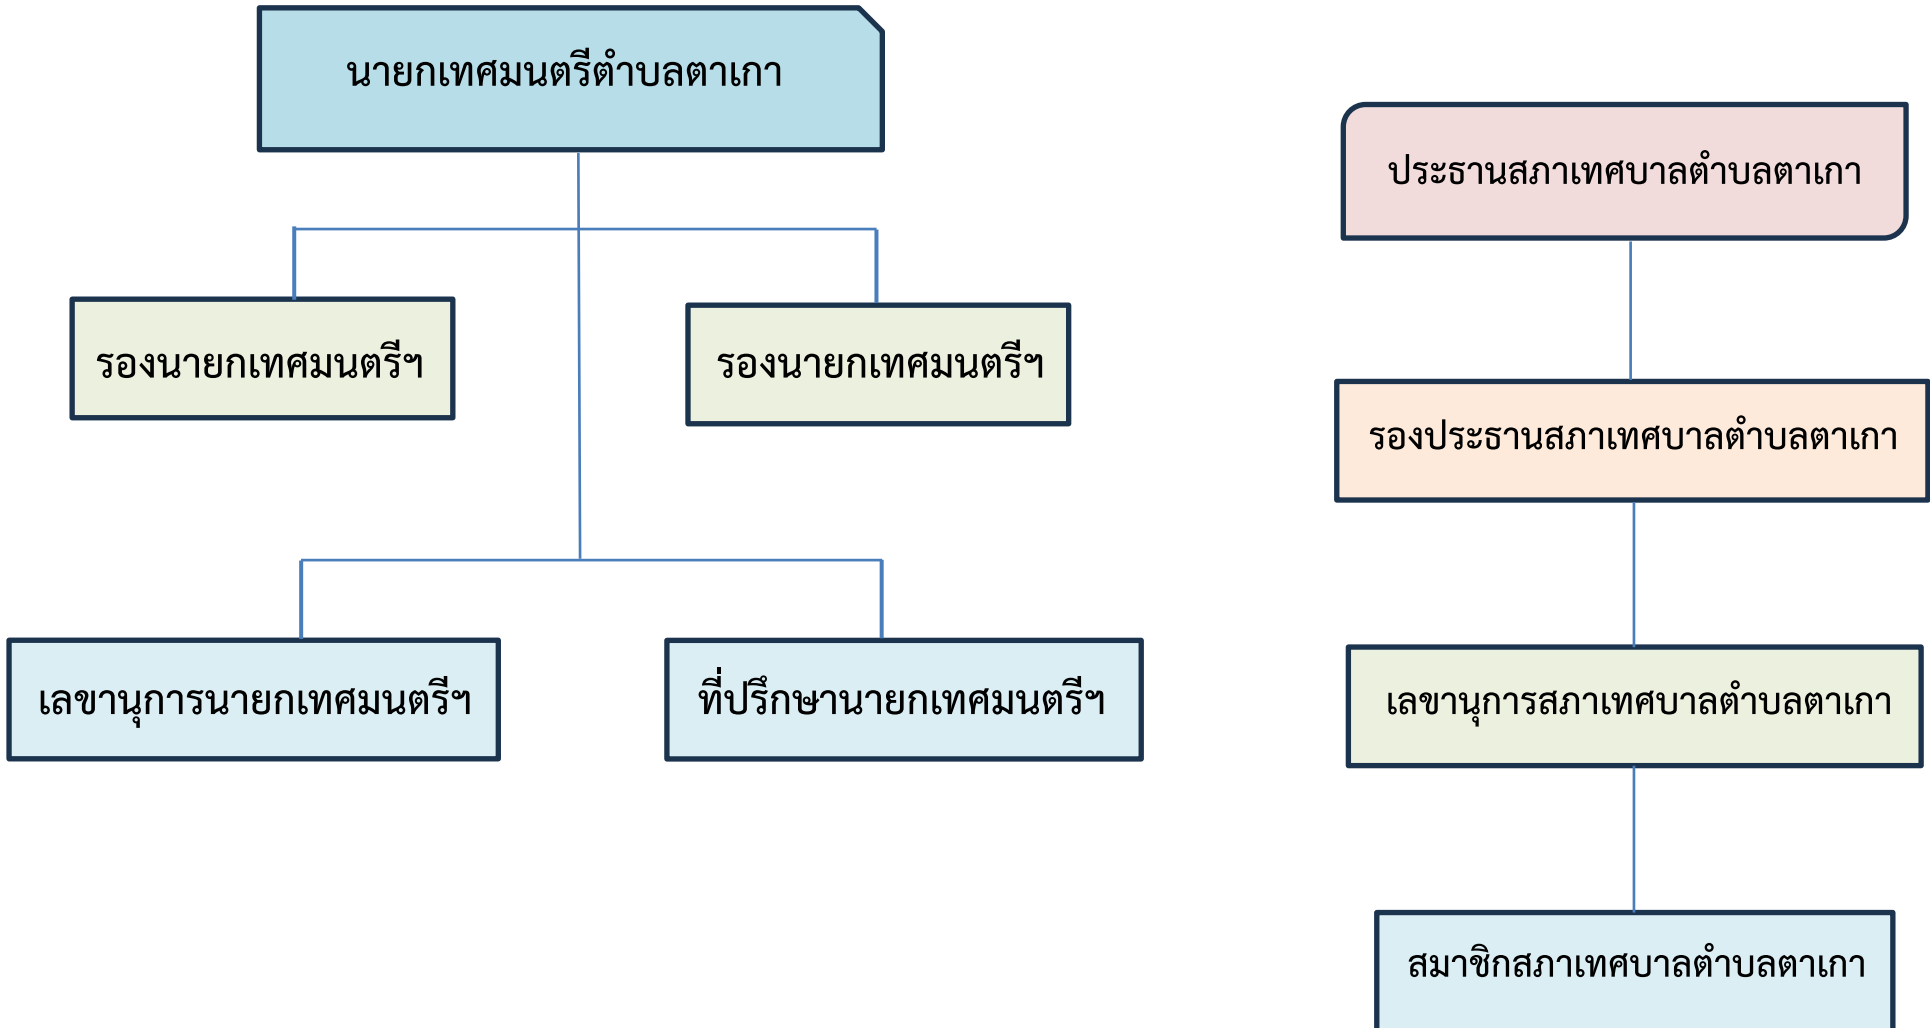 นายกเทศมนตรีตำบลตาเกา
รองนายกเทศมนตรีฯ
รองนายกเทศมนตรีฯ
เลขานุการนายกเทศมนตรีฯ
ที่ปรึกษานายกเทศมนตรีฯ
ประธานสภาเทศบาลตำบลตาเกา
รองประธานสภาเทศบาลตำบลตาเกา
เลขานุการสภาเทศบาลตำบลตาเกา
สมาชิกสภาเทศบาลตำบลตาเกา